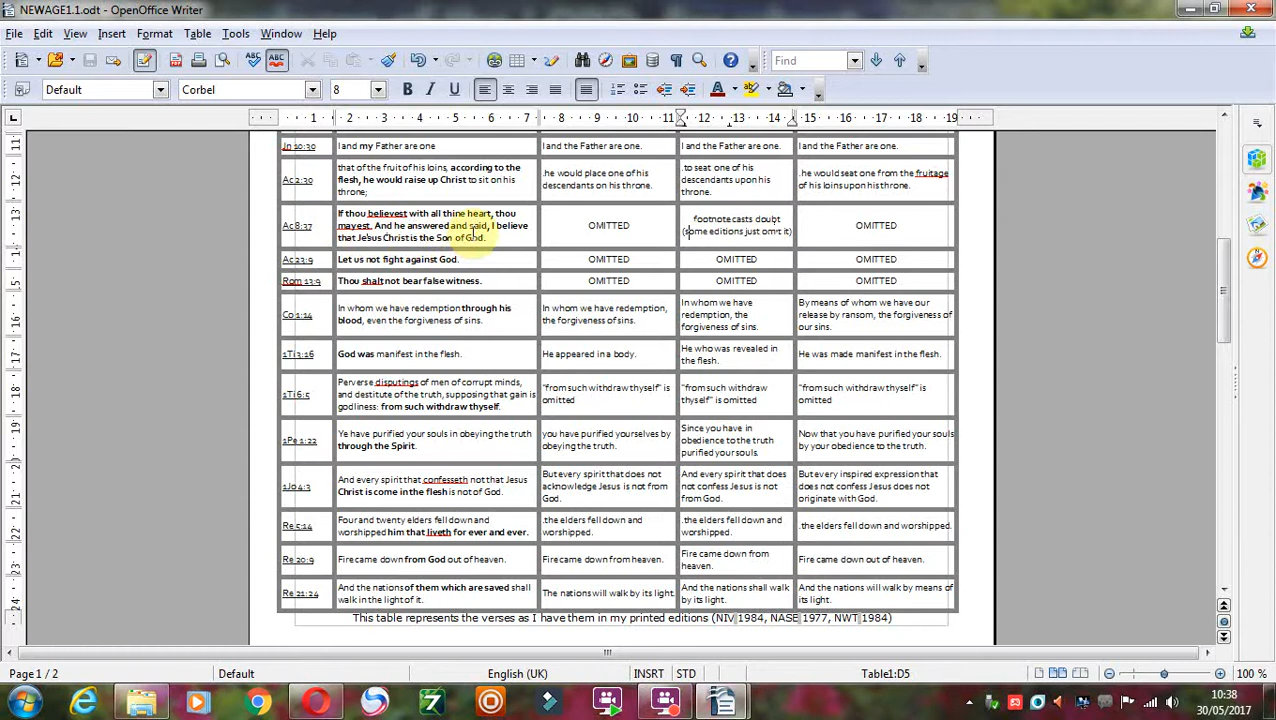 NEWAGE1.1.odt - OpenOffice Writer
File Edit View Insert Format Table Tools Window Help
ABC ABC Find
Default Corbel 8 B I U A
1 2 3 4 5 6 7 8 9 10 11 12 13 14 15 16 17 18 19
Jn 10:30 I and my Father are one I and the Father are one. I and the Father are one. I and the Father are one.
Ac 2:30
that of the fruit of his loins, according to the
flesh, he would raise up Christ to sit on his
throne;
.he would place one of his
descendants on his throne.
.to seat one of his
descendants upon his
throne.
.he would seat one from the fruitage
of his loins upon his throne.
Ac 8:37
If thou believest with all thine heart, thou
mayest. And he answered and said, I believe
that Jesus Christ is the Son of God.
OMITTED
footnote casts doubt
(some editions just omit it)
OMITTED
Ac 23:9 Let us not fight against God. OMITTED OMITTED OMITTED
Rom 13:9 Thou shalt not bear false witness. OMITTED OMITTED OMITTED
Co 1:14
In whom we have redemption through his
blood, even the forgiveness of sins.
In whom we have redemption,
the forgiveness of sins.
In whom we have
redemption, the
forgiveness of sins.
By means of whom we have our
release by ransom, the forgiveness of
our sins.
1Ti 3:16
God was manifest in the flesh.
He appeared in a body.
He who was revealed in
the flesh.
He was made manifest in the flesh.
1Ti 6:5
Perverse disputings of men of corrupt minds,
and destitute of the truth, supposing that gain is
godliness: from such withdraw thyself.
"from such withdraw thyself" is
omitted
"from such withdraw
thyself" is omitted
"from such withdraw thyself" is
omitted
1Pe 1:22
Ye have purified your souls in obeying the truth
through the Spirit.
you have purified yourselves by
obeying the truth.
Since you have in
obedience to the truth
purified your souls.
Now that you have purified your souls
by your obedience to the truth.
1Jo 4:3
And every spirit that confesseth not that Jesus
Christ is come in the flesh is not of God.
But every spirit that does not
acknowledge Jesus is not from
God.
And every spirit that does
not confess Jesus is not
from God.
But every inspired expression that
does not confess Jesus does not
originate with God.
Re 5:14
Four and twenty elders fell down and
worshipped him that liveth for ever and ever.
.the elders fell down and
worshipped.
.the elders fell down and
worshipped.
.the elders fell down and worshipped.
Re 20:9
Fire came down from God out of heaven.
Fire came down from heaven.
Fire came down from
heaven.
Fire came down out of heaven.
Re 21:24
And the nations of them which are saved shall
walk in the light of it.
The nations will walk by its light.
And the nations shall walk
by its light.
And the nations will walk by means of
its light.
This table represents the verses as I have them in my printed editions (NIV 1984, NASE 1977, NWT 1984)
Page 1 / 2 Default English (UK) INSRT STD Table1:D5 100 %
10:38
30/05/2017